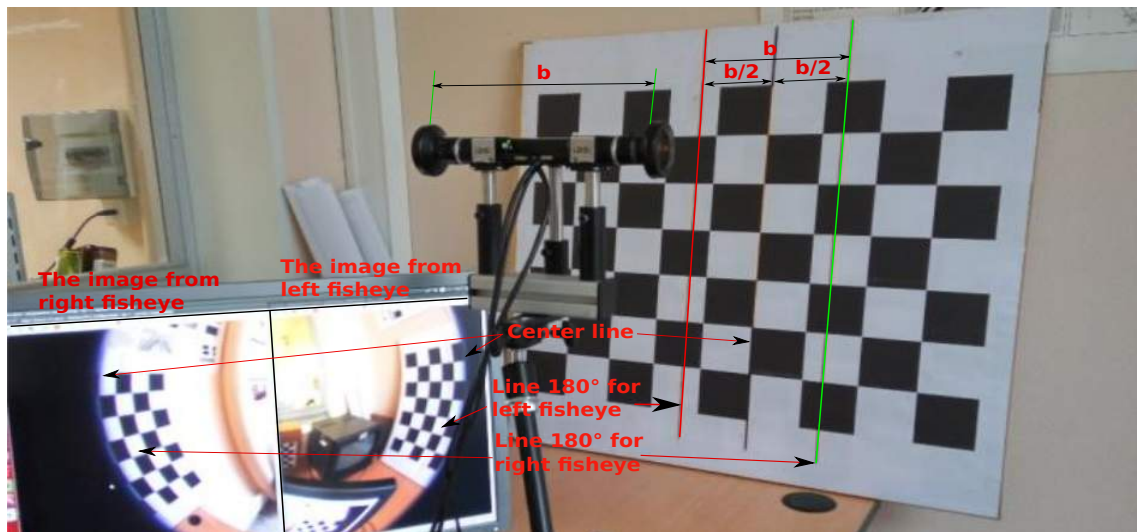 b
b
b/2 b/2
The image from
right fisheye
The image from
left fisheye
Center line
Line 180° for
left fisheye
Line 180° for
right fisheye